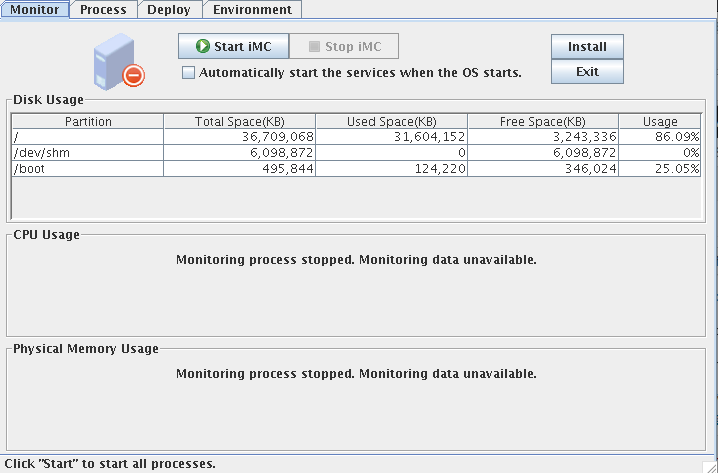 Monitor Process Deploy Environment
Start iMC Stop iMC Install
Automatically start the services when the OS starts. Exit
Disk Usage
Partition Total Space(KB) Used Space(KB) Free Space(KB) Usage
/ 36,709,068 31,604,152 3,243,336 86.09%
/dev/shm 6,098,872 0 6,098,872 0%
/boot 495,844 124,220 346,024 25.05%
CPU Usage
Monitoring process stopped. Monitoring data unavailable.
Physical Memory Usage
Monitoring process stopped. Monitoring data unavailable.
Click "Start" to start all processes.